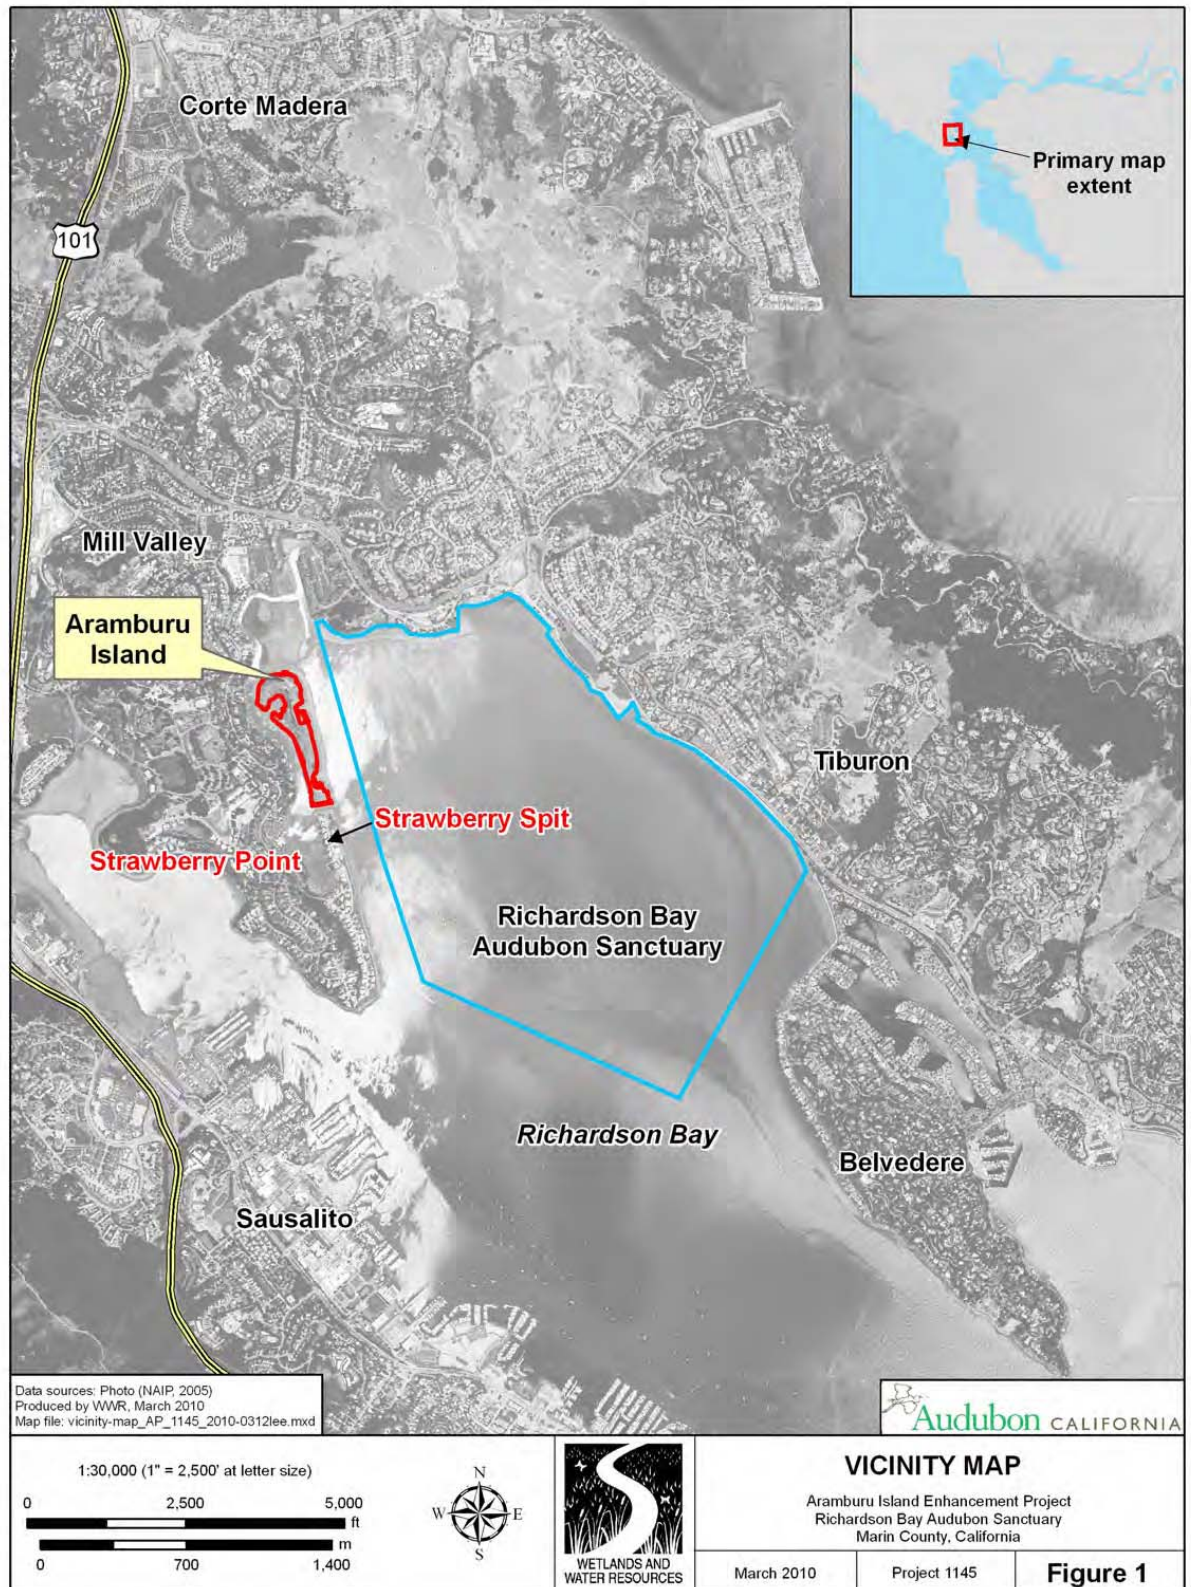 Corte Madera
101
Primary map
extent
Mill Valley
Aramburu
Island
Tiburon
Strawberry Spit
Strawberry Point
Richardson Bay
Audubon Sanctuary
Richardson Bay
Belvedere
Sausalito
Data sources: Photo (NAIP, 2005)
Produced by WWR, March 2010
Map file: vicinity-map_AP_1145_2010-0312lee.mxd
Audubon CALIFORNIA
1:30,000 (1" = 2,500' at letter size)
0 2,500 5,000
ft
m
0 700 1,400
N
W E
S
WETLANDS AND
WATER RESOURCES
VICINITY MAP
Aramburu Island Enhancement Project
Richardson Bay Audubon Sanctuary
Marin County, California
March 2010
Project 1145
Figure 1